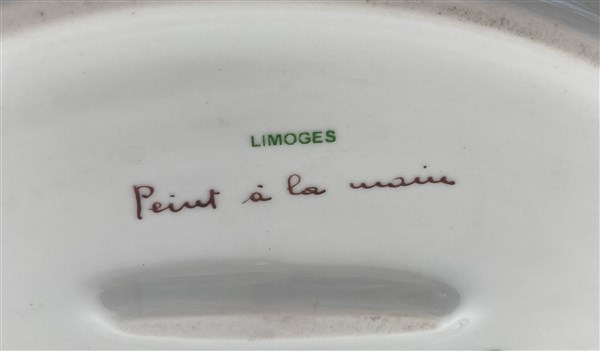 LIMOGES
Peint à la main